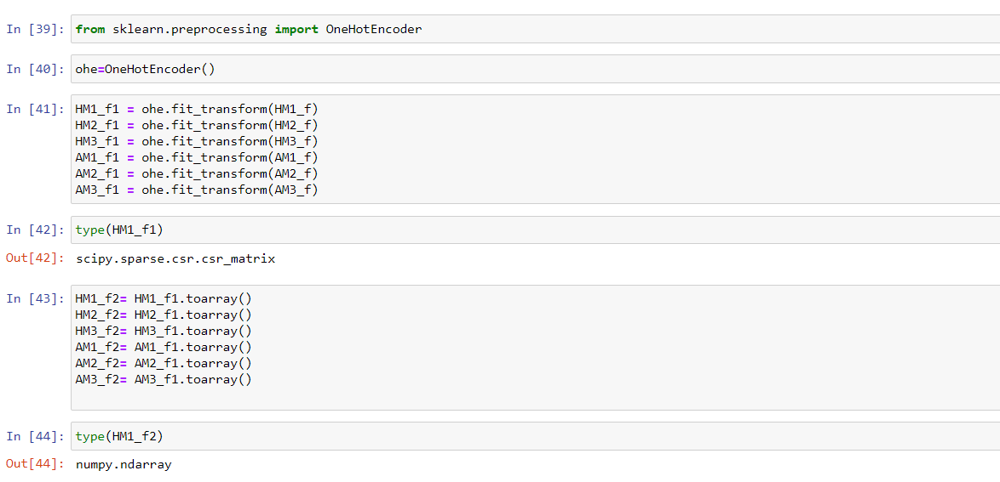 In [39]: from sklearn.preprocessing import OneHotEncoder
In [40]: ohe=OneHotEncoder()
In [41]: HM1_f1 = ohe.fit_transform(HM1_f)
HM2_f1 = ohe.fit_transform(HM2_f)
HM3_f1 = ohe.fit_transform(HM3_f)
AM1_f1 = ohe.fit_transform(AM1_f)
AM2_f1 = ohe.fit_transform(AM2_f)
AM3_f1 = ohe.fit_transform(AM3_f)
In [42]: type(HM1_f1)
Out[42]: scipy.sparse.csr.csr_matrix
In [43]: HM1_f2= HM1_f1.toarray()
HM2_f2= HM2_f1.toarray()
HM3_f2= HM3_f1.toarray()
AM1_f2= AM1_f1.toarray()
AM2_f2= AM2_f1.toarray()
AM3_f2= AM3_f1.toarray()
In [44]: type(HM1_f2)
Out[44]: numpy.ndarray